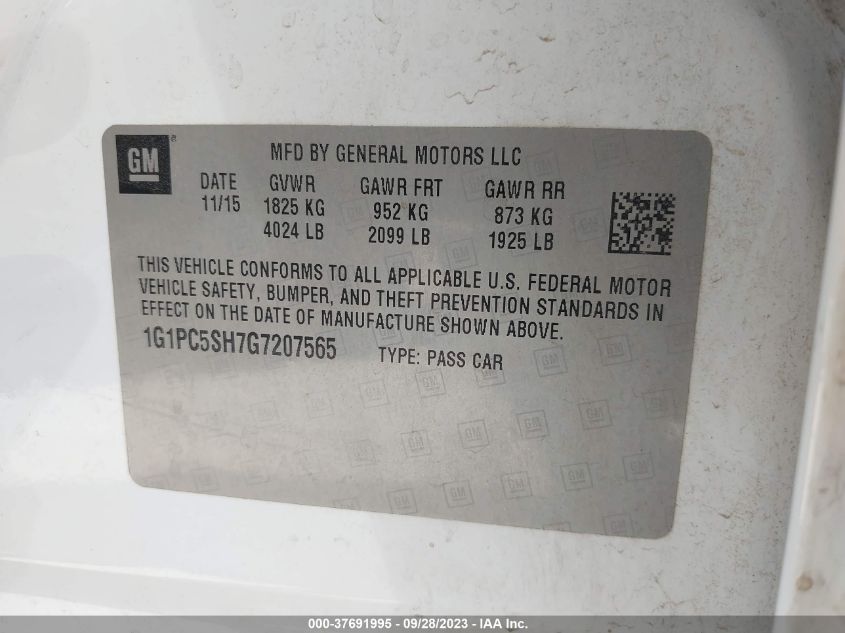 GM
MFD BY GENERAL MOTORS LLC
DATE GVWR GAWR FRT GAWR RR
11/15 1825 KG 952 KG 873 KG
4024 LB 2099 LB 1925 LB
THIS VEHICLE CONFORMS TO ALL APPLICABLE U.S. FEDERAL MOTOR
VEHICLE SAFETY, BUMPER, AND THEFT PREVENTION STANDARDS IN
EFFECT ON THE DATE OF MANUFACTURE SHOWN ABOVE.
1G1PC5SH7G7207565 TYPE: PASS CAR
000-37691995 - 09/28/2023 - IAA Inc.